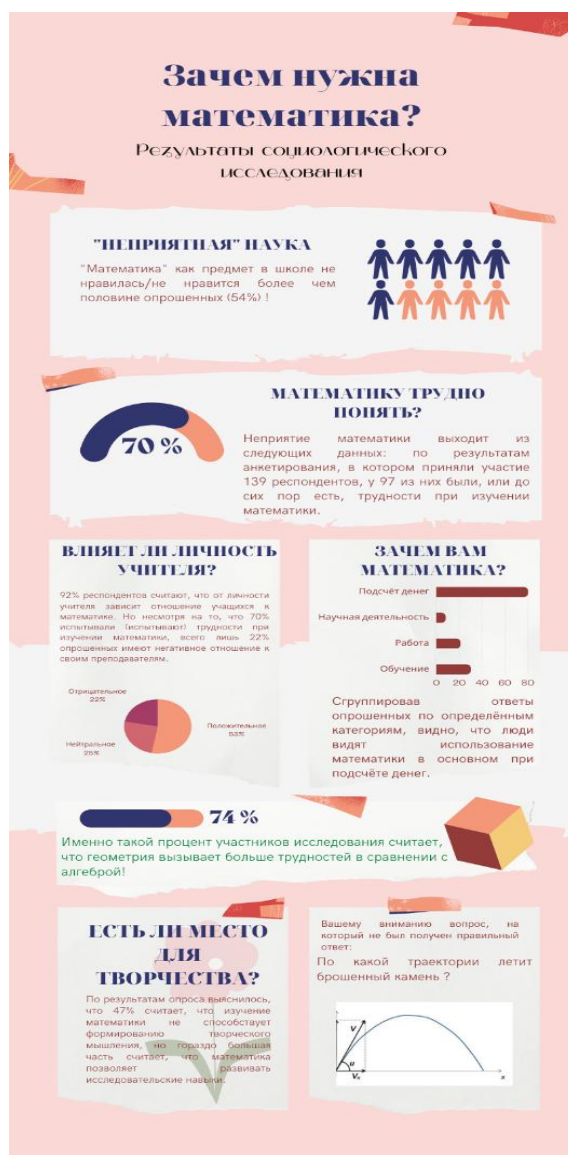 Зачем нужна
математика?
Результаты социологического
исследования
"НЕПРИЯТНАЯ" НАУКА
"Математика" как предмет в школе не
нравилась/не нравится более чем
половине опрошенных (54%) !
МАТЕМАТИКУ ТРУДНО
ПОНЯТЬ?
70 %
Неприятие математики выходит из
следующих данных: по результатам
анкетирования, в котором приняли участие
139 респондентов, у 97 из них были, или до
сих пор есть, трудности при изучении
математики.
ВЛИЯЕТ ЛИ ЛИЧНОСТЬ
УЧИТЕЛЯ?
92% респондентов считают, что от личности
учителя зависит отношение учащихся к
математике. Но несмотря на то, что 70%
испытывали (испытывают) трудности при
изучении математики, всего лишь 22%
опрошенных имеют негативное отношение к
своим преподавателям.
Отрицательное
22%
Положительное
53%
Нейтральное
25%
ЗАЧЕМ ВАМ
МАТЕМАТИКА?
Подсчёт денег
Научная деятельность
Работа
Обучение
0 20 40 60 80
Сгруппировав ответы
опрошенных по определённым
категориям, видно, что люди
видят использование
математики в основном при
подсчёте денег.
74 %
Именно такой процент участников исследования считает,
что геометрия вызывает больше трудностей в сравнении с
алгеброй!
ЕСТЬ ЛИ МЕСТО
ДЛЯ
ТВОРЧЕСТВА?
По результатам опроса выяснилось,
что 47% считает, что изучение
математики не способствует
формированию творческого
мышления, но гораздо большая
часть считает, что математика
позволяет развивать
исследовательские навыки.
Вашему вниманию вопрос, на
который не был получен правильный
ответ:
По какой траектории летит
брошенный камень ?
V
x